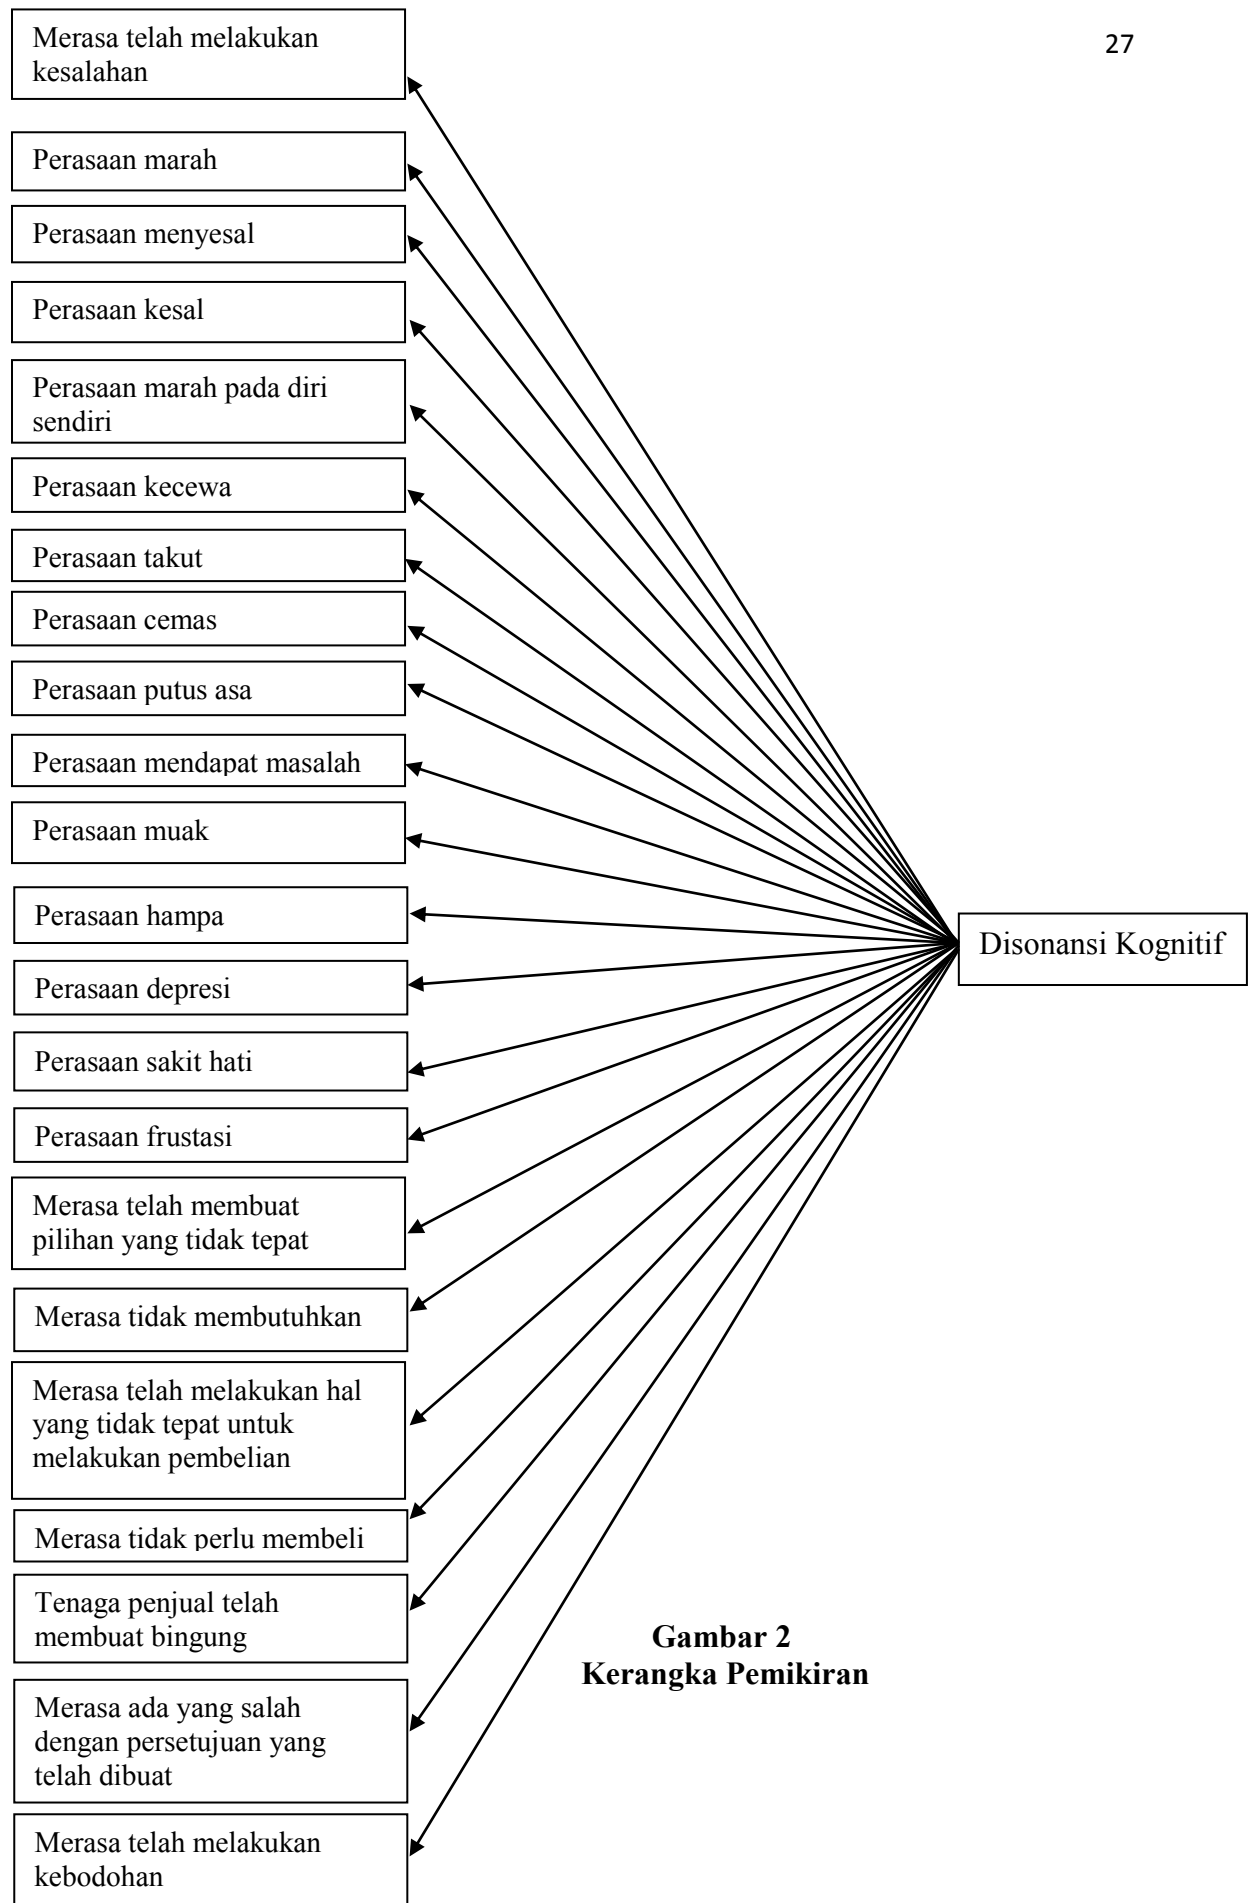 27
Merasa telah melakukan
kesalahan
Perasaan marah
Perasaan menyesal
Perasaan kesal
Perasaan marah pada diri
sendiri
Perasaan kecewa
Perasaan takut
Perasaan cemas
Perasaan putus asa
Perasaan mendapat masalah
Perasaan muak
Perasaan hampa
Perasaan depresi
Perasaan sakit hati
Perasaan frustasi
Merasa telah membuat
pilihan yang tidak tepat
Merasa tidak membutuhkan
Merasa telah melakukan hal
yang tidak tepat untuk
melakukan pembelian
Merasa tidak perlu membeli
Tenaga penjual telah
membuat bingung
Merasa ada yang salah
dengan persetujuan yang
telah dibuat
Merasa telah melakukan
kebodohan
Disonansi Kognitif
Gambar 2
Kerangka Pemikiran